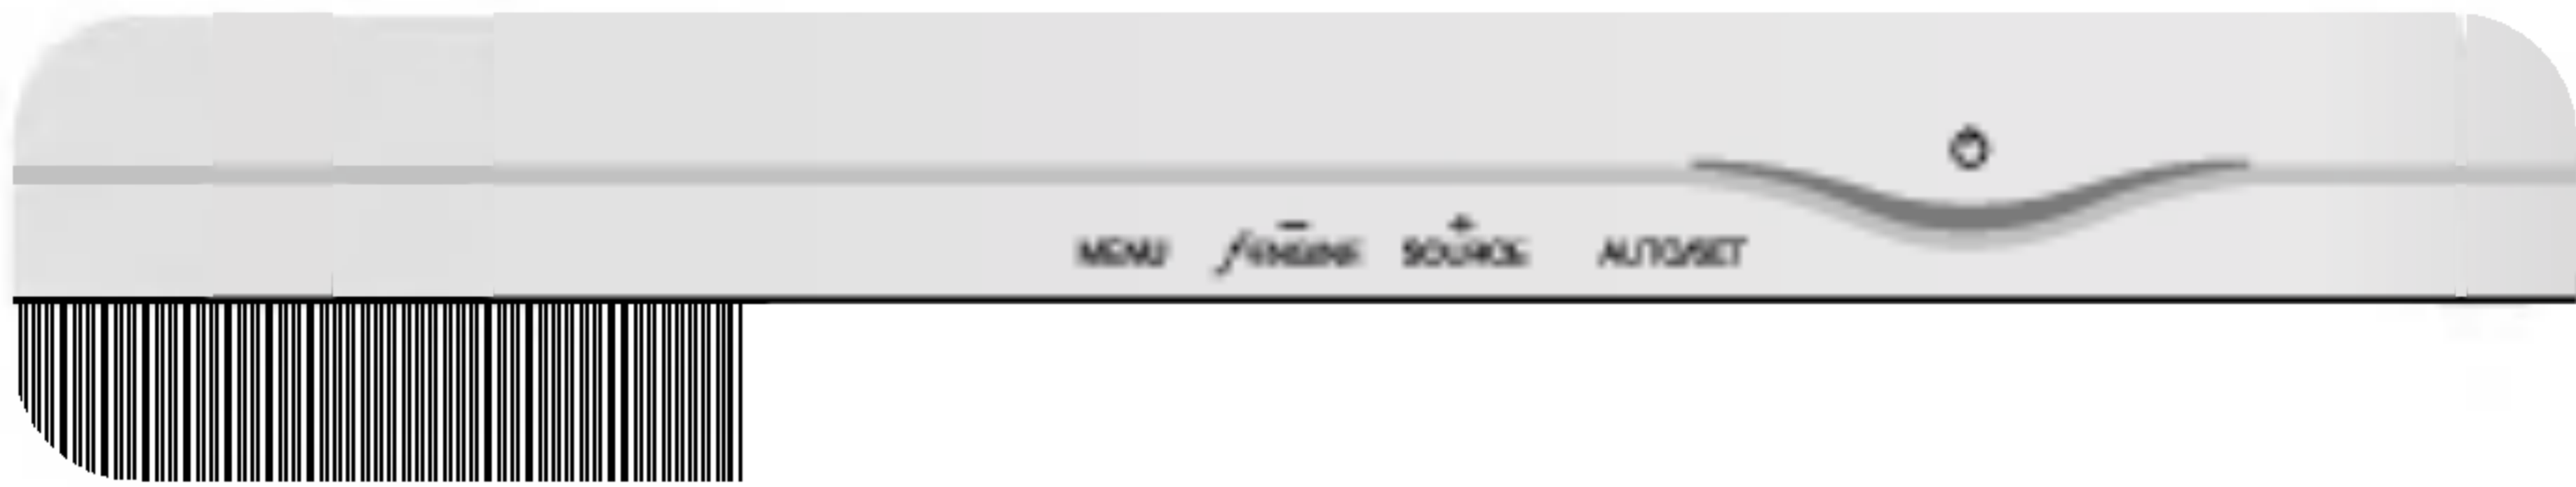 MENU − + SOURCE AUTO/SET